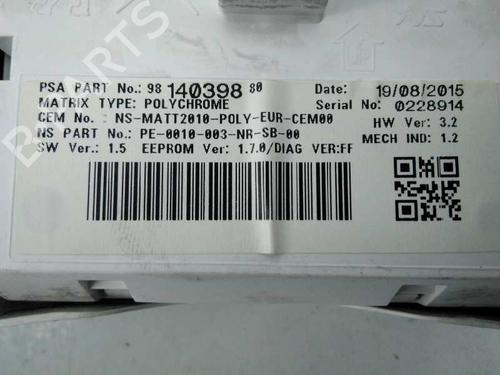 PSA PART No.: 98 140398 80 Date: 19/08/2015
MATRIX TYPE: POLYCHROME Serial No: 0228914
CEM No. : NS-MATT2010-POLY-EUR-CEM00 HW Ver: 3.2
NS PART No.: PE-0010-003-NR-SB-00 MECH IND: 1.2
SW Ver.: 1.5 EEPROM Ver: 1.7.0/DIAG VER:FF